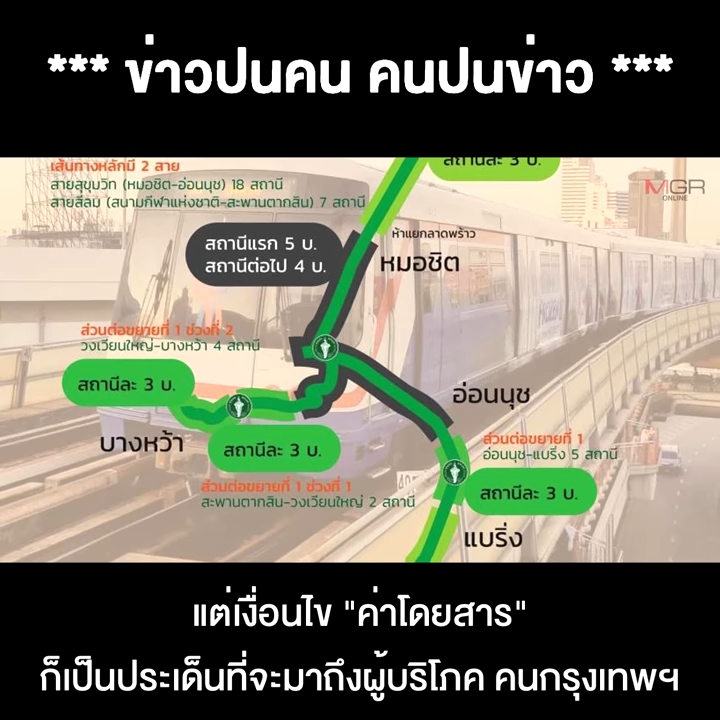 *** ข่าวปนคน คนปนข่าว ***
เส้นทางหลักมี 2 สาย
สายสุขุมวิท (หมอชิต-อ่อนนุช) 18 สถานี
สายสีลม (สนามกีฬาแห่งชาติ-สะพานตากสิน) 7 สถานี
สถานีละ 3 บ.
MGR
ONLINE
ห้าแยกลาดพร้าว
สถานีแรก 5 บ.
สถานีต่อไป 4 บ.
หมอชิต
ส่วนต่อขยายที่ 1 ช่วงที่ 2
วงเวียนใหญ่-บางหว้า 4 สถานี
สถานีละ 3 บ.
อ่อนนุช
บางหว้า
สถานีละ 3 บ.
ส่วนต่อขยายที่ 1
อ่อนนุช-แบริ่ง 5 สถานี
ส่วนต่อขยายที่ 1 ช่วงที่ 1
สะพานตากสิน-วงเวียนใหญ่ 2 สถานี
สถานีละ 3 บ.
แบริ่ง
แต่เงื่อนไข "ค่าโดยสาร"
ก็เป็นประเด็นที่จะมาถึงผู้บริโภค คนกรุงเทพฯ